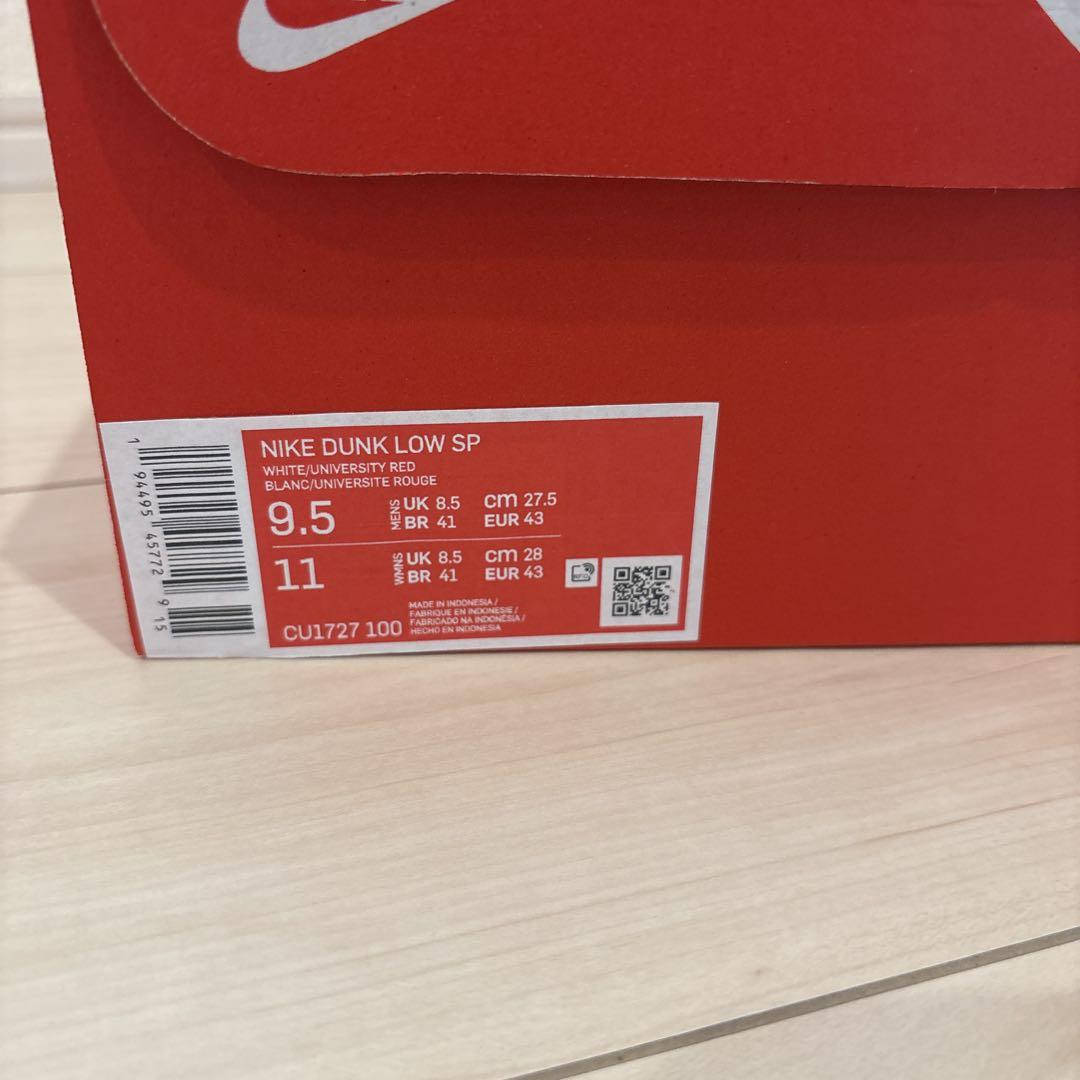 NIKE DUNK LOW SP
WHITE/UNIVERSITY RED
BLANC/UNIVERSITE ROUGE
9.5 MENS UK 8.5 cm 27.5
BR 41 EUR 43
11 WMNS UK 8.5 cm 28
BR 41 EUR 43
RFID
CU1727 100
MADE IN INDONESIA /
FABRIQUE EN INDONESIE /
FABRICADO NA INDONÉSIA /
HECHO EN INDONESIA
1 94495 45772 9 15